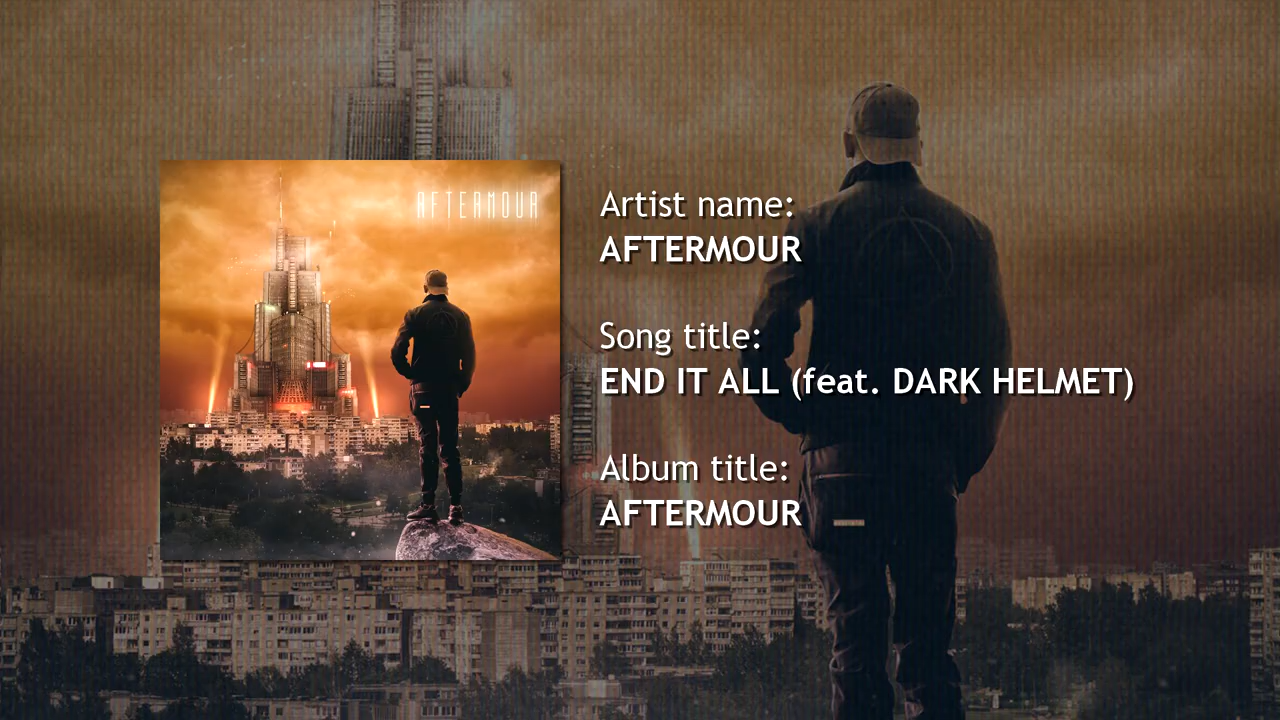 AFTERMOUR
Artist name:
AFTERMOUR
Song title:
END IT ALL (feat. DARK HELMET)
Album title:
AFTERMOUR